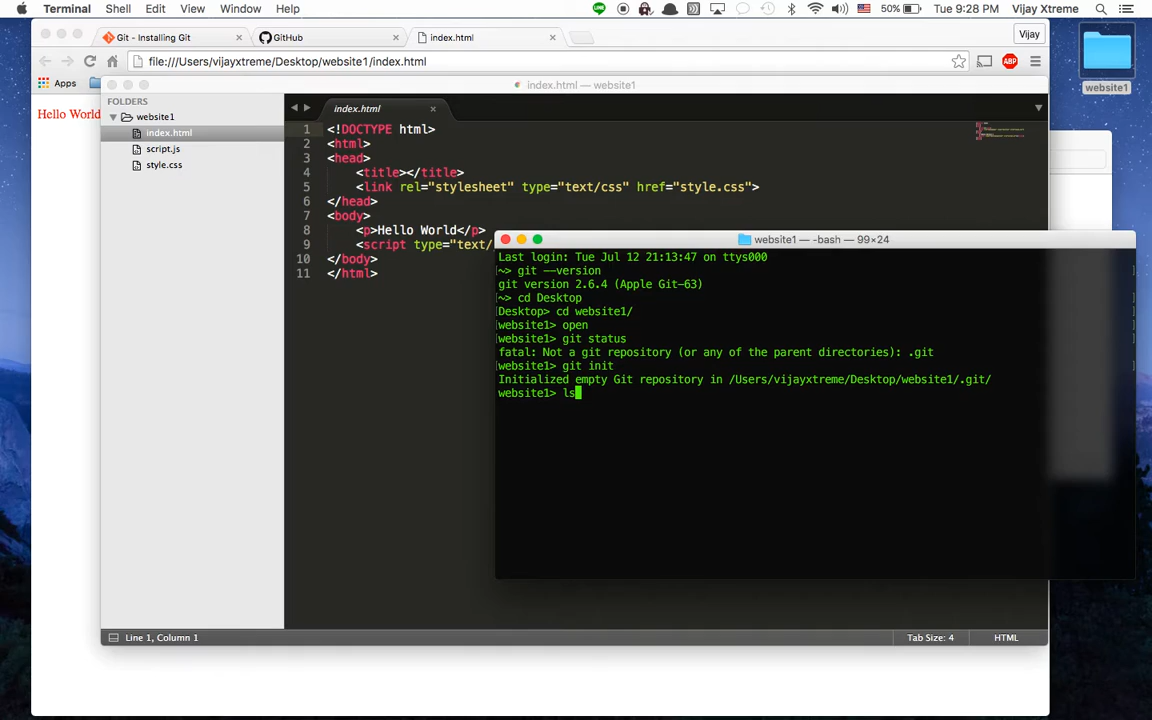 Terminal Shell Edit View Window Help 50% Tue 9:28 PM Vijay Xtreme
Git - Installing Git GitHub index.html Vijay
file:///Users/vijayxtreme/Desktop/website1/index.html ABP
Apps
website1
Hello World
index.html — website1
FOLDERS
website1
index.html
script.js
style.css
index.html
1 <!DOCTYPE html>
2 <html>
3 <head>
4 <title></title>
5 <link rel="stylesheet" type="text/css" href="style.css">
6 </head>
7 <body>
8 <p>Hello World</p>
9 <script type="text/
10 </body>
11 </html>
website1 — -bash — 99×24
Last login: Tue Jul 12 21:13:47 on ttys000
[~> git --version ]
git version 2.6.4 (Apple Git-63)
[~> cd Desktop ]
[Desktop> cd website1/ ]
[website1> open ]
[website1> git status ]
fatal: Not a git repository (or any of the parent directories): .git
[website1> git init ]
Initialized empty Git repository in /Users/vijayxtreme/Desktop/website1/.git/
website1> ls
Line 1, Column 1 Tab Size: 4 HTML